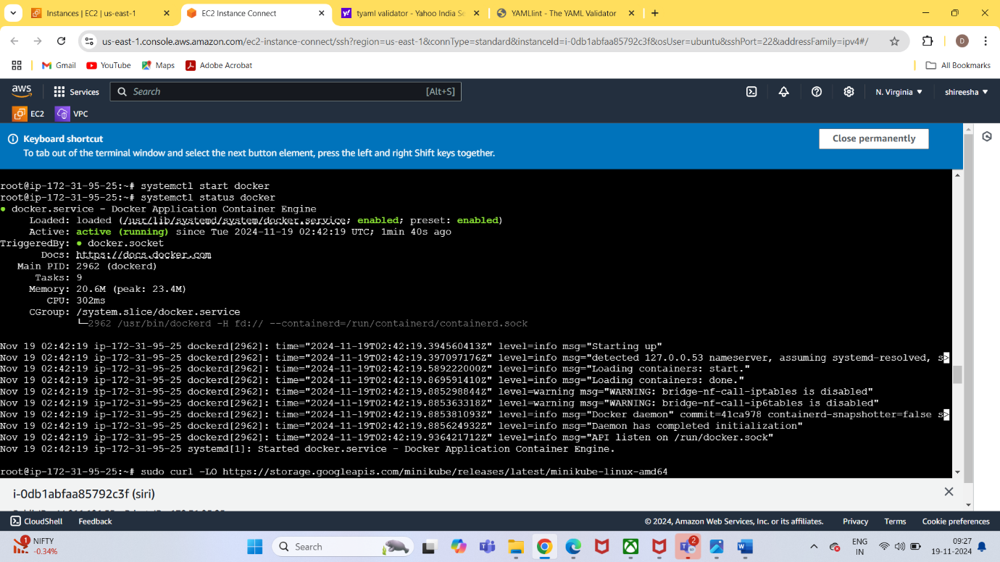 Instances | EC2 | us-east-1
EC2 Instance Connect
tyaml validator - Yahoo India Se
YAMLlint - The YAML Validator
us-east-1.console.aws.amazon.com/ec2-instance-connect/ssh?region=us-east-1&connType=standard&instanceId=i-0db1abfaa85792c3f&osUser=ubuntu&sshPort=22&addressFamily=ipv4#/
D
Gmail
YouTube
Maps
Adobe Acrobat
All Bookmarks
aws
Services
Search
[Alt+S]
N. Virginia
shireesha
EC2
VPC
Keyboard shortcut
To tab out of the terminal window and select the next button element, press the left and right Shift keys together.
Close permanently
root@ip-172-31-95-25:~# systemctl start docker
root@ip-172-31-95-25:~# systemctl status docker
● docker.service - Docker Application Container Engine
Loaded: loaded (/usr/lib/systemd/system/docker.service; enabled; preset: enabled)
Active: active (running) since Tue 2024-11-19 02:42:19 UTC; 1min 40s ago
TriggeredBy: ● docker.socket
Docs: https://docs.docker.com
Main PID: 2962 (dockerd)
Tasks: 9
Memory: 20.6M (peak: 23.4M)
CPU: 302ms
CGroup: /system.slice/docker.service
└─2962 /usr/bin/dockerd -H fd:// --containerd=/run/containerd/containerd.sock
Nov 19 02:42:19 ip-172-31-95-25 dockerd[2962]: time="2024-11-19T02:42:19.394560413Z" level=info msg="Starting up"
Nov 19 02:42:19 ip-172-31-95-25 dockerd[2962]: time="2024-11-19T02:42:19.397097176Z" level=info msg="detected 127.0.0.53 nameserver, assuming systemd-resolved, s>
Nov 19 02:42:19 ip-172-31-95-25 dockerd[2962]: time="2024-11-19T02:42:19.589222000Z" level=info msg="Loading containers: start."
Nov 19 02:42:19 ip-172-31-95-25 dockerd[2962]: time="2024-11-19T02:42:19.869591410Z" level=info msg="Loading containers: done."
Nov 19 02:42:19 ip-172-31-95-25 dockerd[2962]: time="2024-11-19T02:42:19.885298844Z" level=warning msg="WARNING: bridge-nf-call-iptables is disabled"
Nov 19 02:42:19 ip-172-31-95-25 dockerd[2962]: time="2024-11-19T02:42:19.885363318Z" level=warning msg="WARNING: bridge-nf-call-ip6tables is disabled"
Nov 19 02:42:19 ip-172-31-95-25 dockerd[2962]: time="2024-11-19T02:42:19.885381093Z" level=info msg="Docker daemon" commit=41ca978 containerd-snapshotter=false s>
Nov 19 02:42:19 ip-172-31-95-25 dockerd[2962]: time="2024-11-19T02:42:19.885624932Z" level=info msg="Daemon has completed initialization"
Nov 19 02:42:19 ip-172-31-95-25 dockerd[2962]: time="2024-11-19T02:42:19.936421712Z" level=info msg="API listen on /run/docker.sock"
Nov 19 02:42:19 ip-172-31-95-25 systemd[1]: Started docker.service - Docker Application Container Engine.
root@ip-172-31-95-25:~# sudo curl -LO https://storage.googleapis.com/minikube/releases/latest/minikube-linux-amd64
i-0db1abfaa85792c3f (siri)
CloudShell
Feedback
© 2024, Amazon Web Services, Inc. or its affiliates.
Privacy
Terms
Cookie preferences
1
NIFTY
-0.34%
Search
2
ENG
IN
09:27
19-11-2024